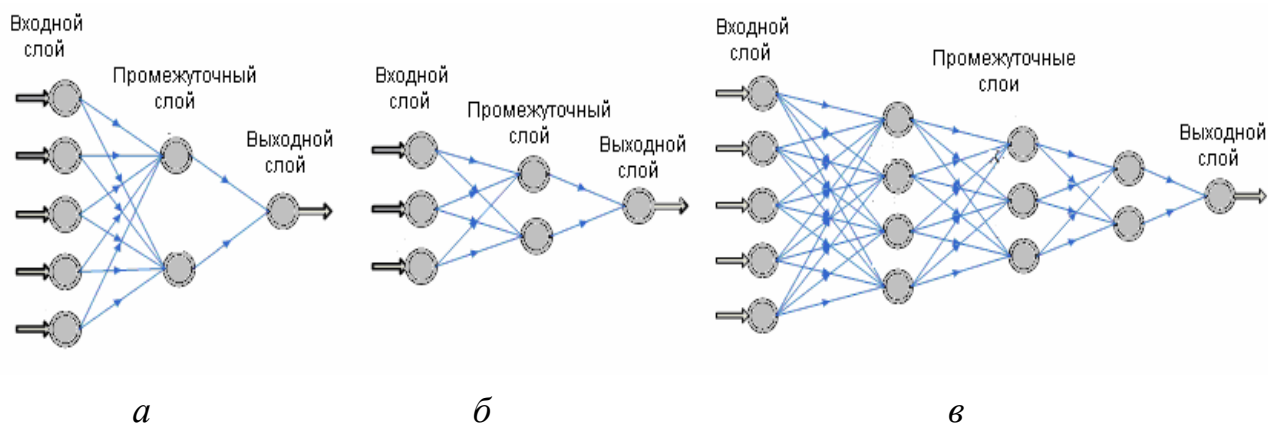 Входной
слой
Промежуточный
слой
Выходной
слой
Входной
слой
Промежуточный
слой
Выходной
слой
Входной
слой
Промежуточные
слои
Выходной
слой
а
б
в